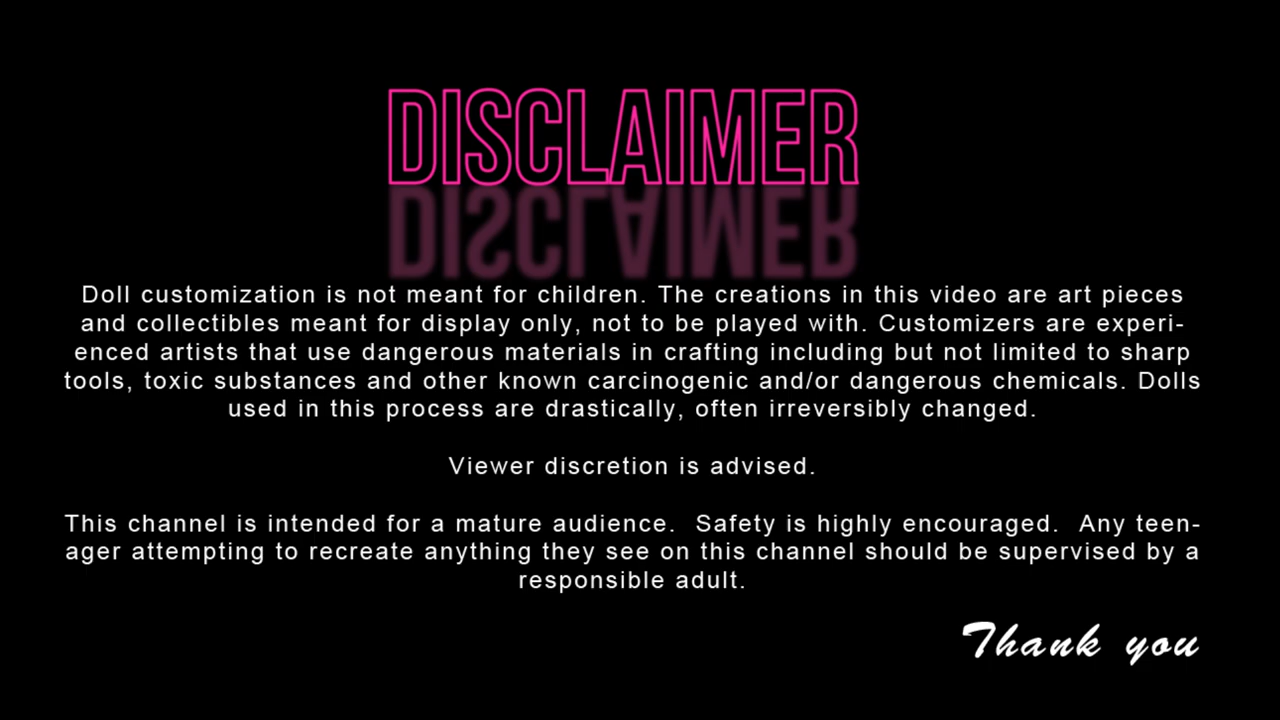 DISCLAIMER
Doll customization is not meant for children. The creations in this video are art pieces
and collectibles meant for display only, not to be played with. Customizers are experi-
enced artists that use dangerous materials in crafting including but not limited to sharp
tools, toxic substances and other known carcinogenic and/or dangerous chemicals. Dolls
used in this process are drastically, often irreversibly changed.
Viewer discretion is advised.
This channel is intended for a mature audience.  Safety is highly encouraged.  Any teen-
ager attempting to recreate anything they see on this channel should be supervised by a
responsible adult.
Thank you